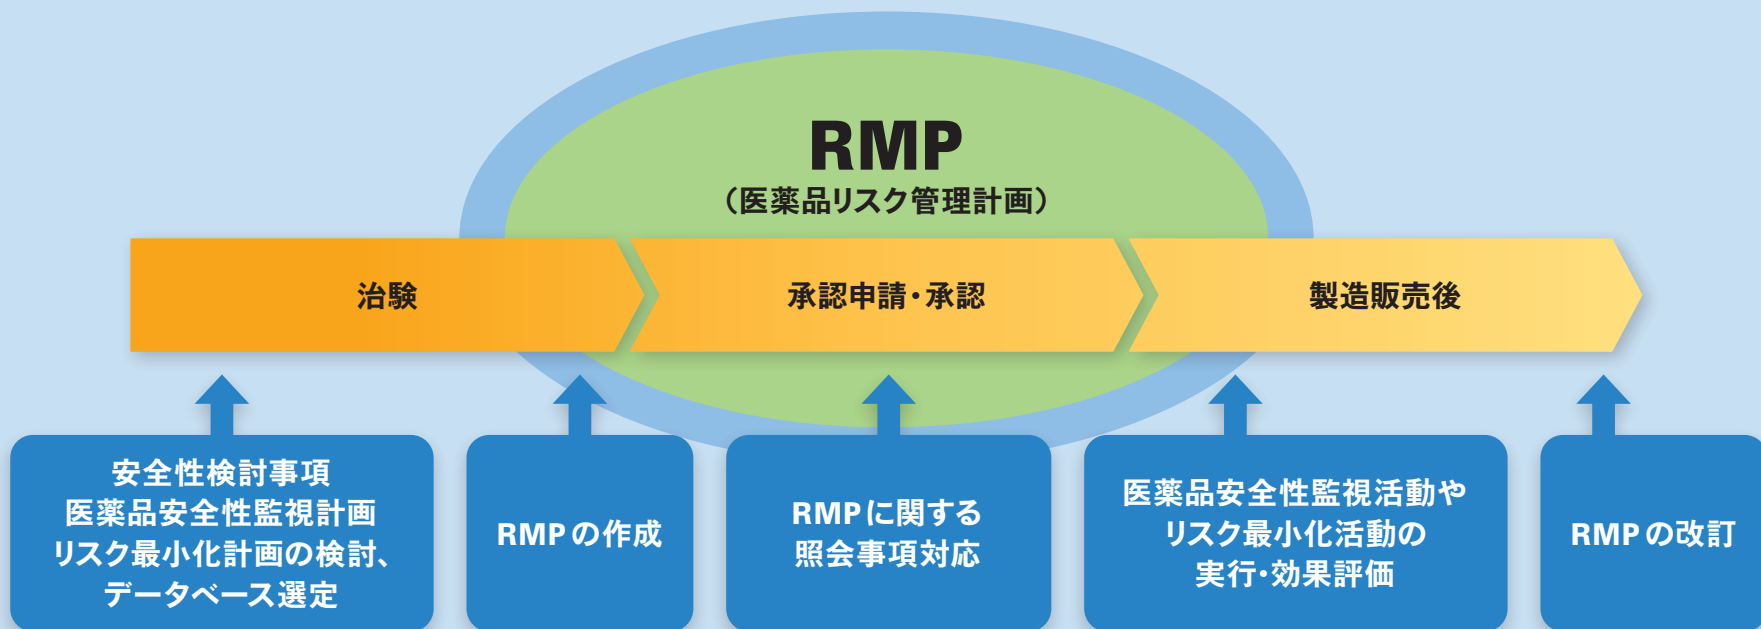 RMP
（医薬品リスク管理計画）
治験
承認申請・承認
製造販売後
安全性検討事項
医薬品安全性監視計画
リスク最小化計画の検討、
データベース選定
RMPの作成
RMPに関する
照会事項対応
医薬品安全性監視活動や
リスク最小化活動の
実行・効果評価
RMPの改訂